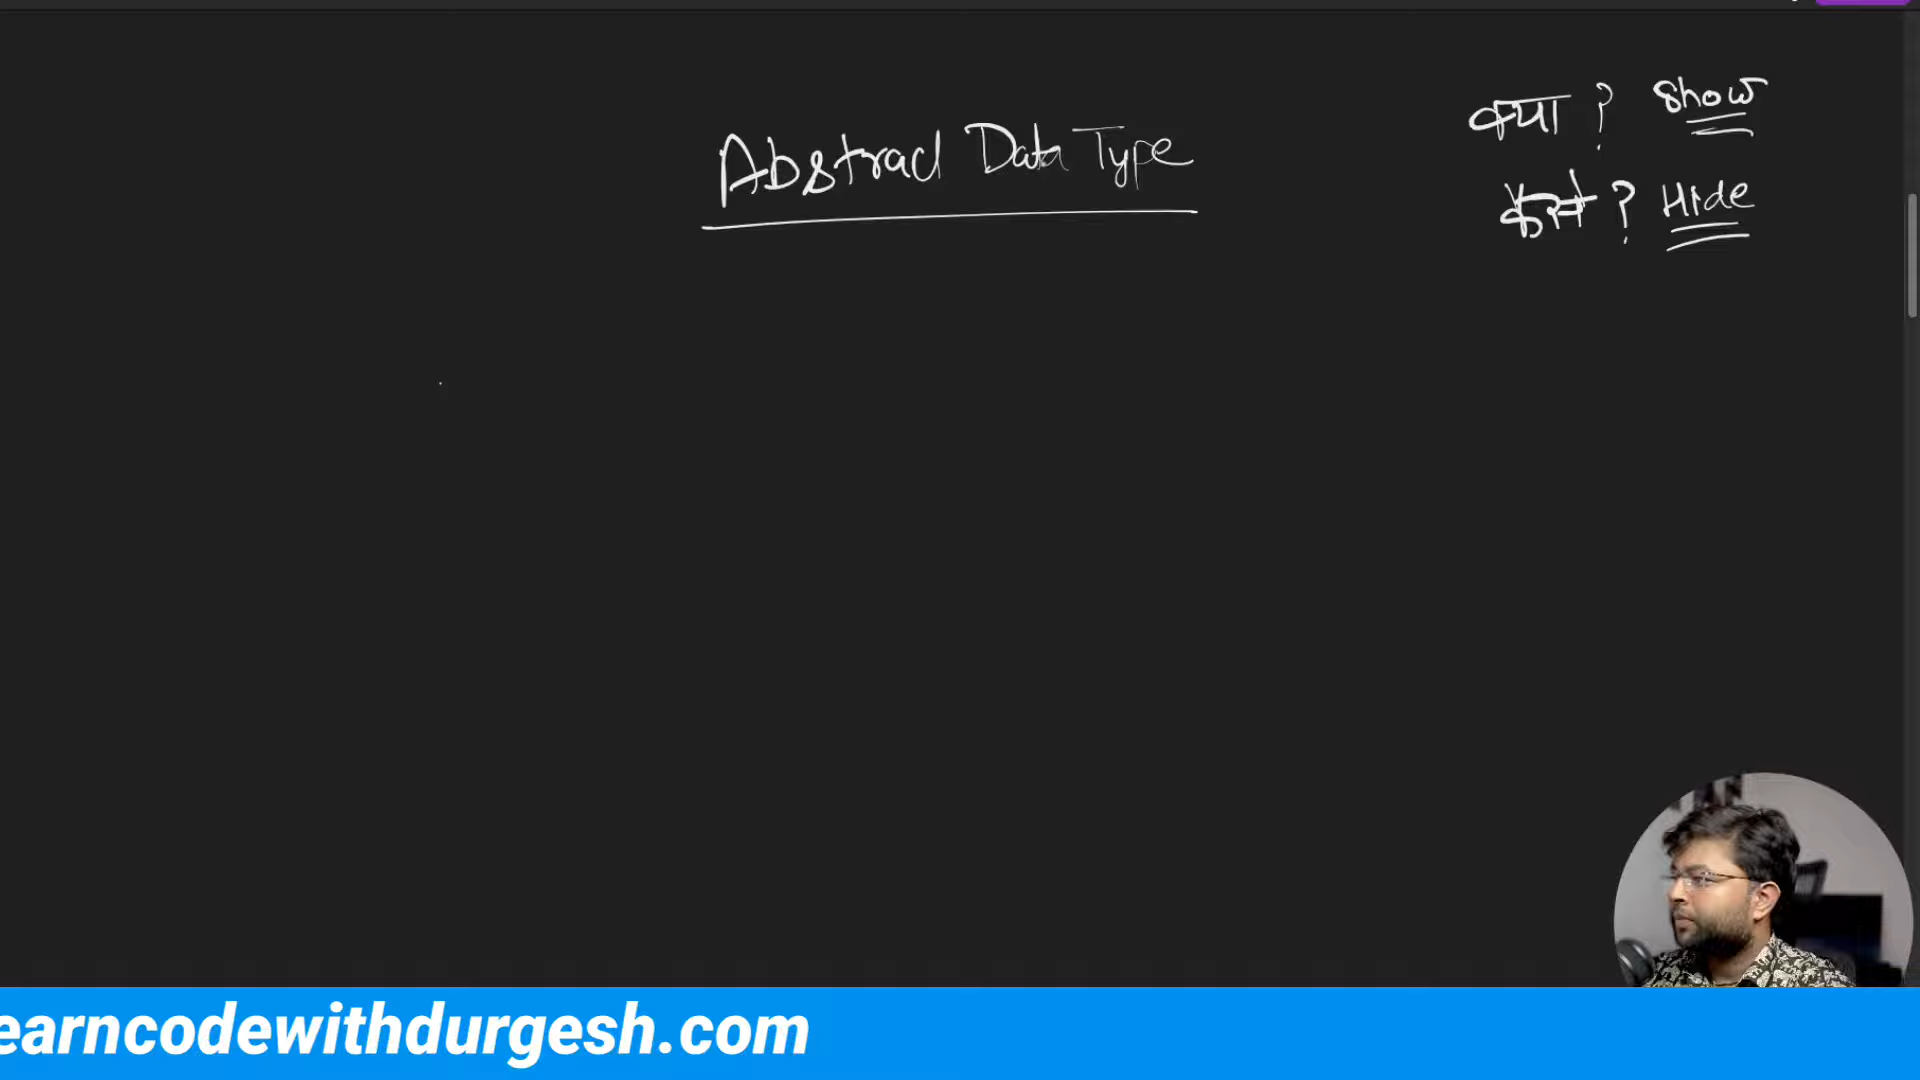 क्या ? Show
Abstract Data Type
कैसे ? Hide
earncodewithdurgesh.com